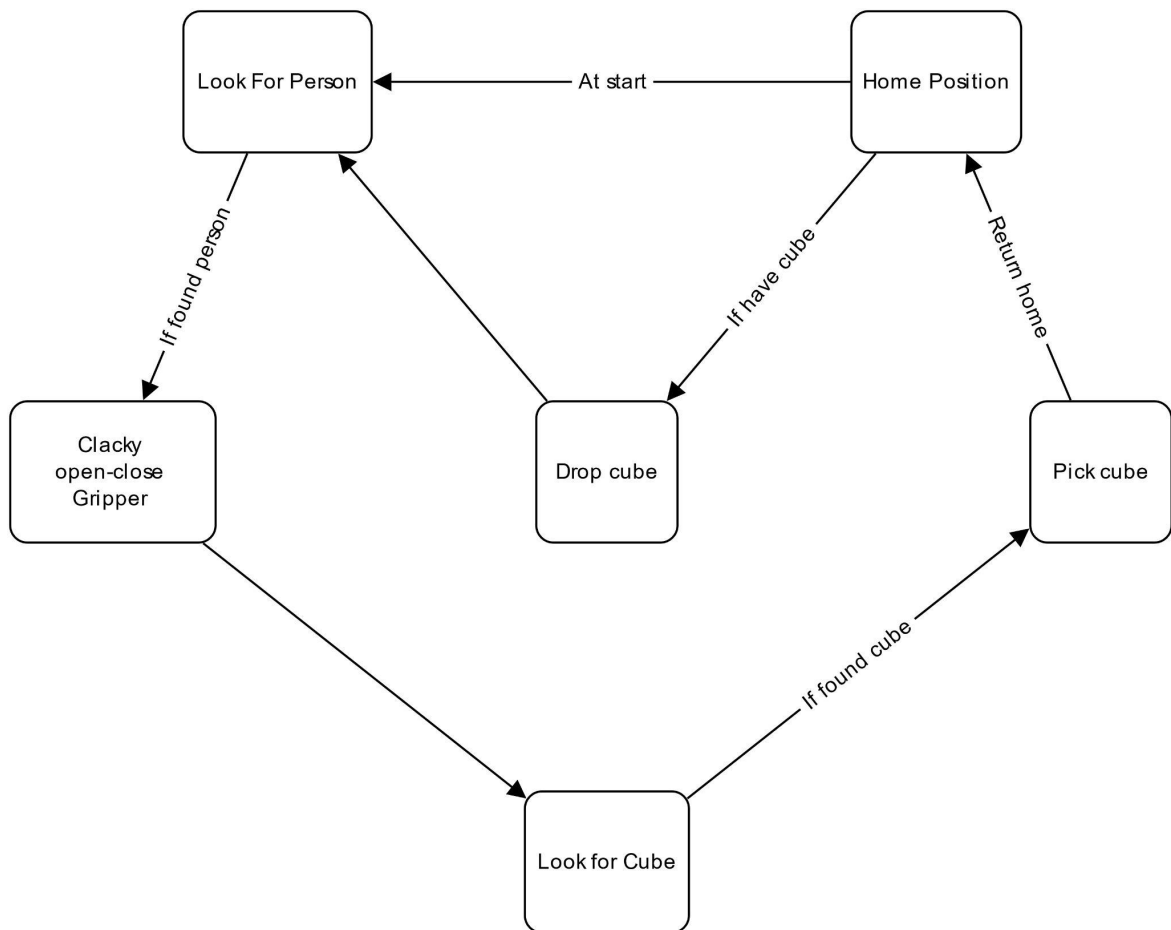 Look For Person
At start
Home Position
If found person
If have cube
Return home
Clacky
open-close
Gripper
Drop cube
Pick cube
If found cube
Look for Cube